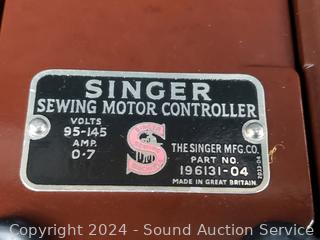 SINGER
SEWING MOTOR CONTROLLER
VOLTS
95-145
AMP.
0·7
S
THE SINGER MFG. CO.
PART NO.
196131-04
MADE IN GREAT BRITAIN
Copyright 2024 - Sound Auction Service